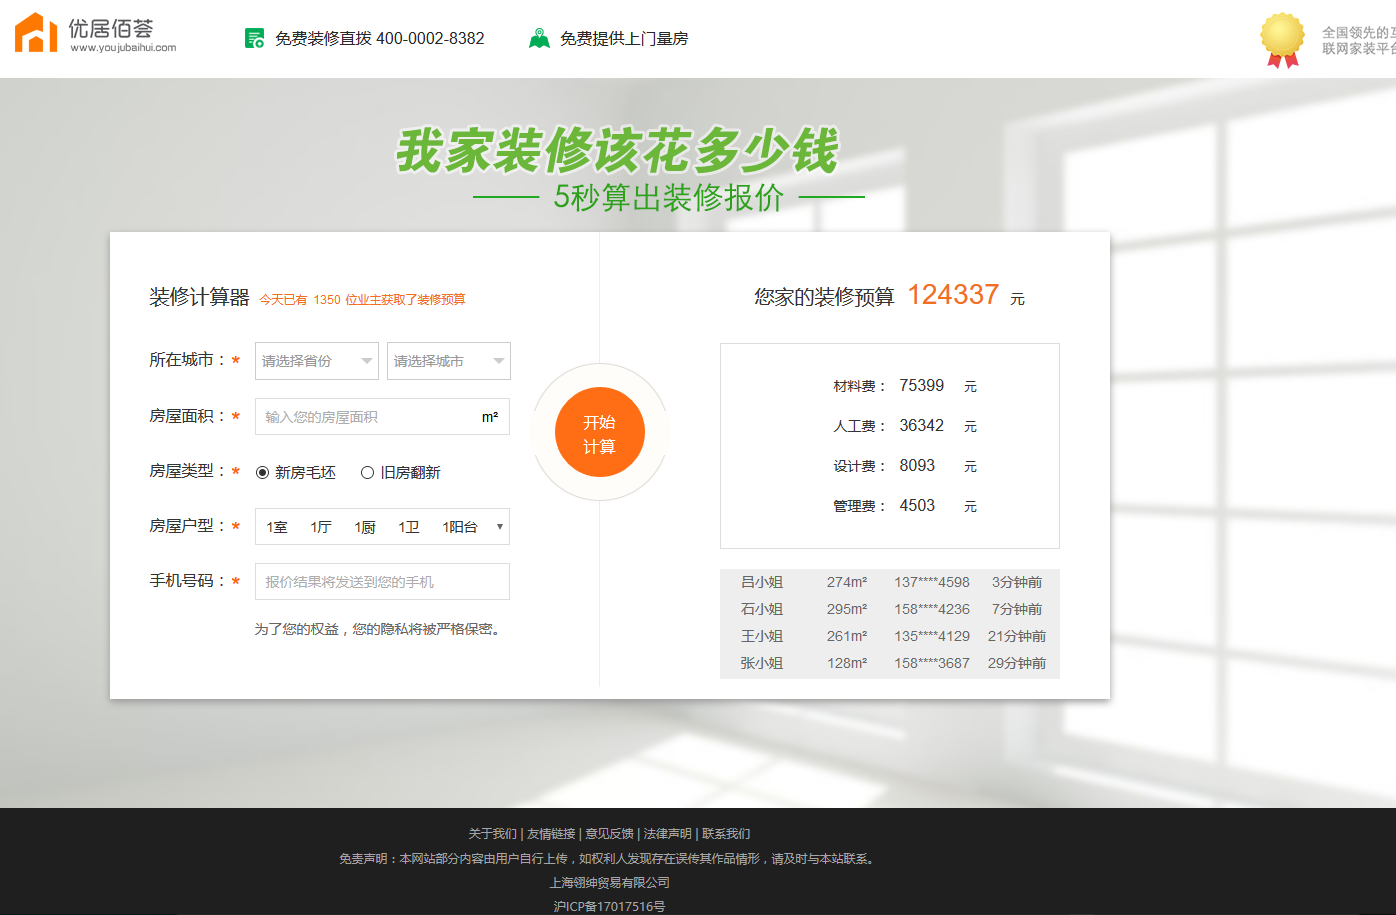 优居佰荟
www.youjubaihui.com
免费装修直拨 400-0002-8382
免费提供上门量房
全国领先的互
联网家装平台
我家装修该花多少钱
5秒算出装修报价
装修计算器 今天已有 1350 位业主获取了装修预算
所在城市：* 请选择省份 请选择城市
房屋面积：* 输入您的房屋面积 m²
房屋类型：* 新房毛坯 旧房翻新
房屋户型：* 1室 1厅 1厨 1卫 1阳台
手机号码：* 报价结果将发送到您的手机
为了您的权益，您的隐私将被严格保密。
开始
计算
您家的装修预算 124337 元
材料费： 75399 元
人工费： 36342 元
设计费： 8093 元
管理费： 4503 元
吕小姐 274m² 137****4598 3分钟前
石小姐 295m² 158****4236 7分钟前
王小姐 261m² 135****4129 21分钟前
张小姐 128m² 158****3687 29分钟前
关于我们 | 友情链接 | 意见反馈 | 法律声明 | 联系我们
免责声明：本网站部分内容由用户自行上传，如权利人发现存在误传其作品情形，请及时与本站联系。
上海翎绅贸易有限公司
沪ICP备17017516号